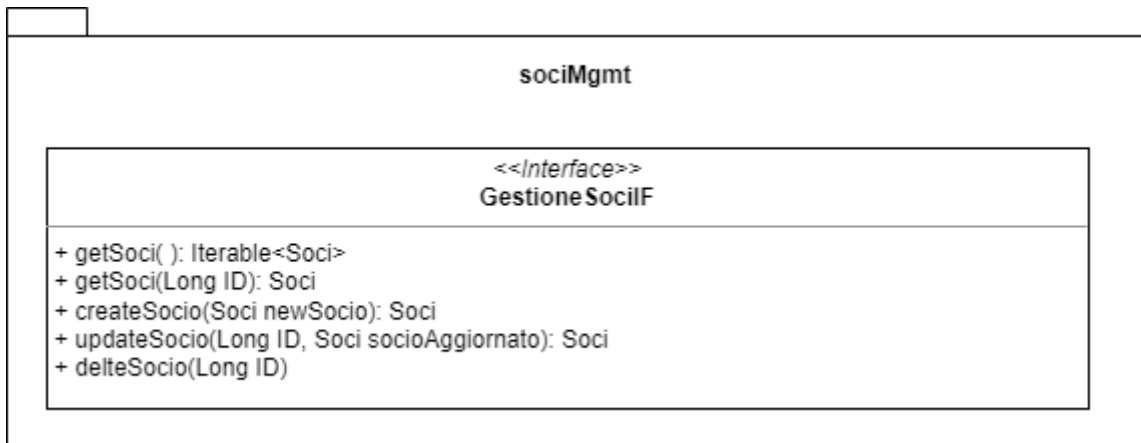 sociMgmt
<<Interface>>
GestioneSociIF
+ getSoci( ): Iterable<Soci>
+ getSoci(Long ID): Soci
+ createSocio(Soci newSocio): Soci
+ updateSocio(Long ID, Soci socioAggiornato): Soci
+ delteSocio(Long ID)